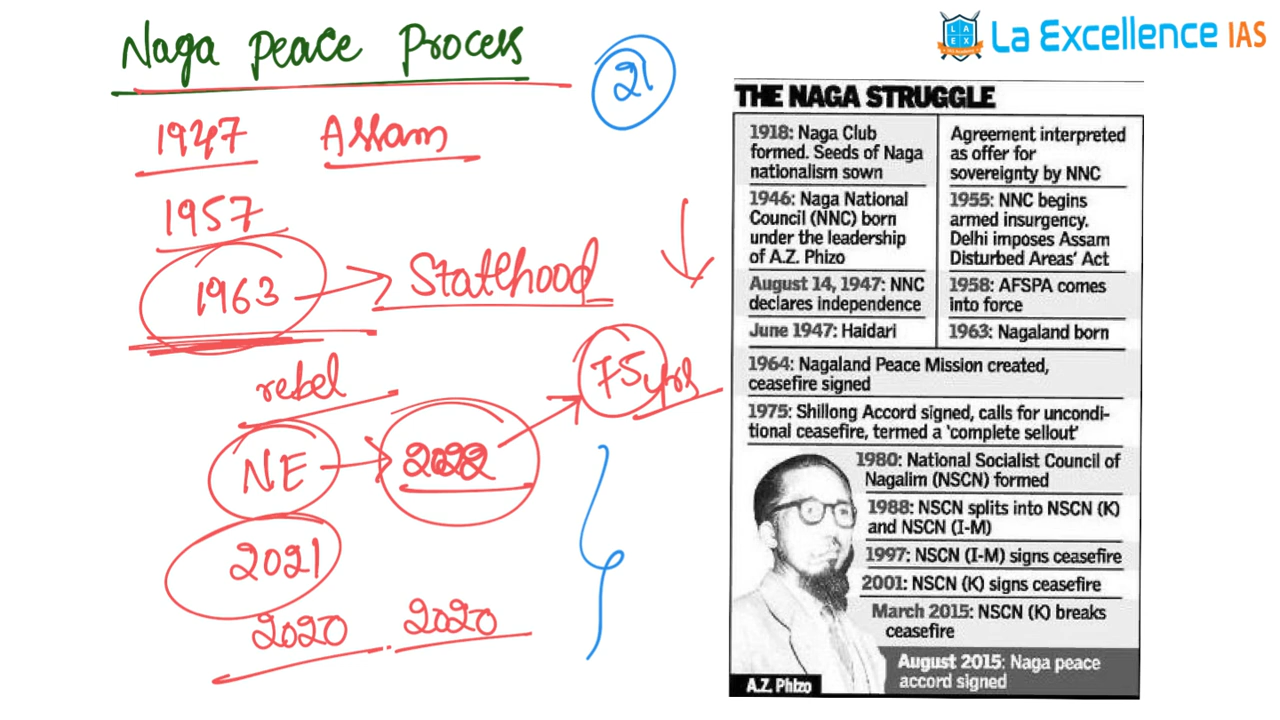 Naga Peace Process
21
La Excellence IAS
1947 Assam
1957
1963 → Statehood
rebel
NE → 2022 → 75 yrs
2021
2020 . 2020
THE NAGA STRUGGLE
1918: Naga Club
formed. Seeds of Naga
nationalism sown
1946: Naga National
Council (NNC) born
under the leadership
of A.Z. Phizo
August 14, 1947: NNC
declares independence
June 1947: Haidari
Agreement interpreted
as offer for
sovereignty by NNC
1955: NNC begins
armed insurgency.
Delhi imposes Assam
Disturbed Areas' Act
1958: AFSPA comes
into force
1963: Nagaland born
1964: Nagaland Peace Mission created,
ceasefire signed
1975: Shillong Accord signed, calls for uncondi-
tional ceasefire, termed a 'complete sellout'
1980: National Socialist Council of
Nagalim (NSCN) formed
1988: NSCN splits into NSCN (K)
and NSCN (I-M)
1997: NSCN (I-M) signs ceasefire
2001: NSCN (K) signs ceasefire
March 2015: NSCN (K) breaks
ceasefire
August 2015: Naga peace
accord signed
A.Z. Phizo